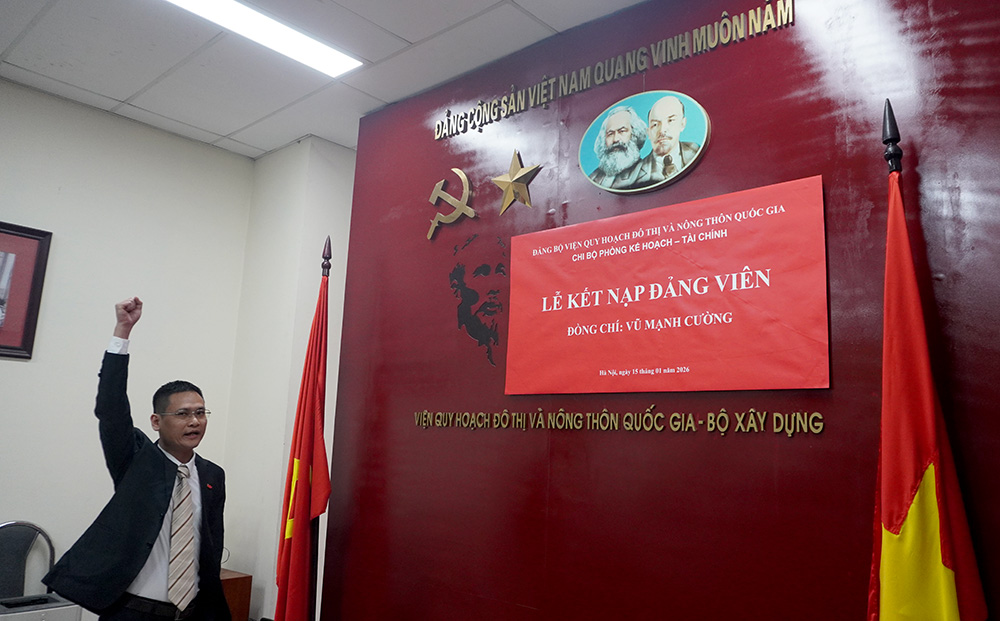 ĐẢNG CỘNG SẢN VIỆT NAM QUANG VINH MUÔN NĂM
ĐẢNG BỘ VIỆN QUY HOẠCH ĐÔ THỊ VÀ NÔNG THÔN QUỐC GIA
CHI BỘ PHÒNG KẾ HOẠCH – TÀI CHÍNH
LỄ KẾT NẠP ĐẢNG VIÊN
ĐỒNG CHÍ: VŨ MẠNH CƯỜNG
Hà Nội, ngày 15 tháng 01 năm 2026
VIỆN QUY HOẠCH ĐÔ THỊ VÀ NÔNG THÔN QUỐC GIA - BỘ XÂY DỰNG